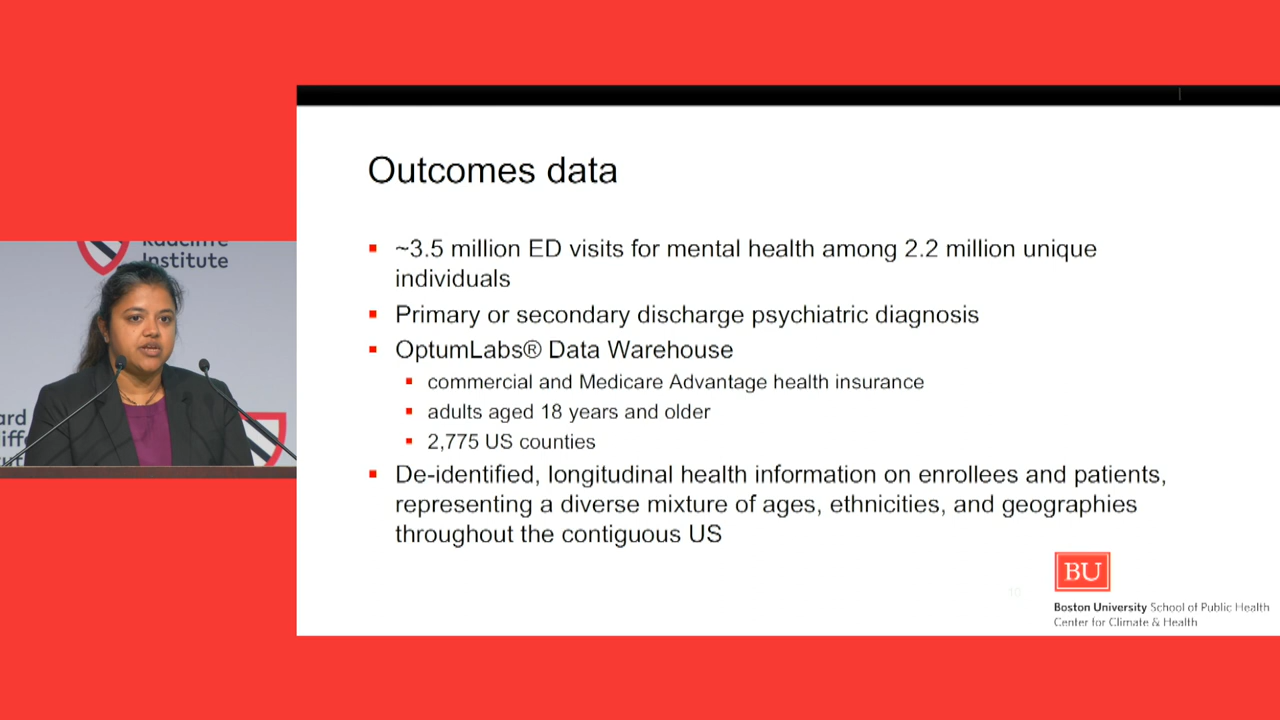 Institute
Outcomes data
~3.5 million ED visits for mental health among 2.2 million unique
individuals
Primary or secondary discharge psychiatric diagnosis
OptumLabs® Data Warehouse
commercial and Medicare Advantage health insurance
adults aged 18 years and older
2,775 US counties
De-identified, longitudinal health information on enrollees and patients,
representing a diverse mixture of ages, ethnicities, and geographies
throughout the contiguous US
10
BU
Boston University School of Public Health
Center for Climate & Health